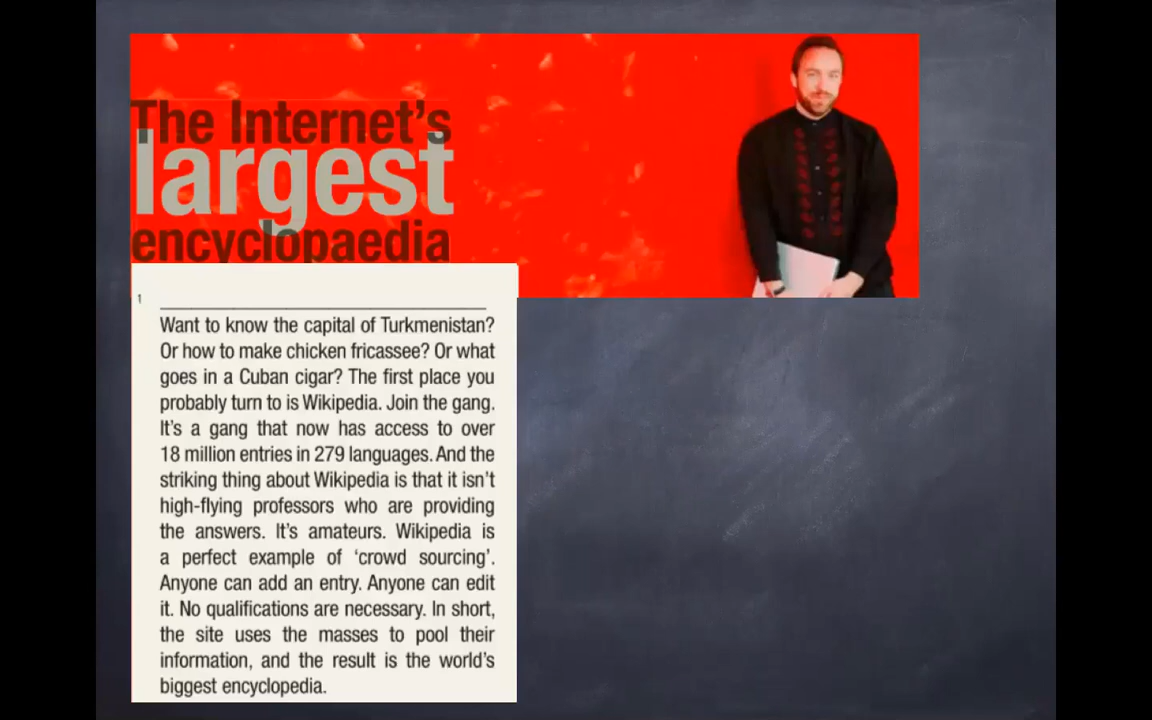 The Internet's
largest
encyclopaedia
1
Want to know the capital of Turkmenistan?
Or how to make chicken fricassee? Or what
goes in a Cuban cigar? The first place you
probably turn to is Wikipedia. Join the gang.
It's a gang that now has access to over
18 million entries in 279 languages. And the
striking thing about Wikipedia is that it isn't
high-flying professors who are providing
the answers. It's amateurs. Wikipedia is
a perfect example of ‘crowd sourcing’.
Anyone can add an entry. Anyone can edit
it. No qualifications are necessary. In short,
the site uses the masses to pool their
information, and the result is the world's
biggest encyclopedia.